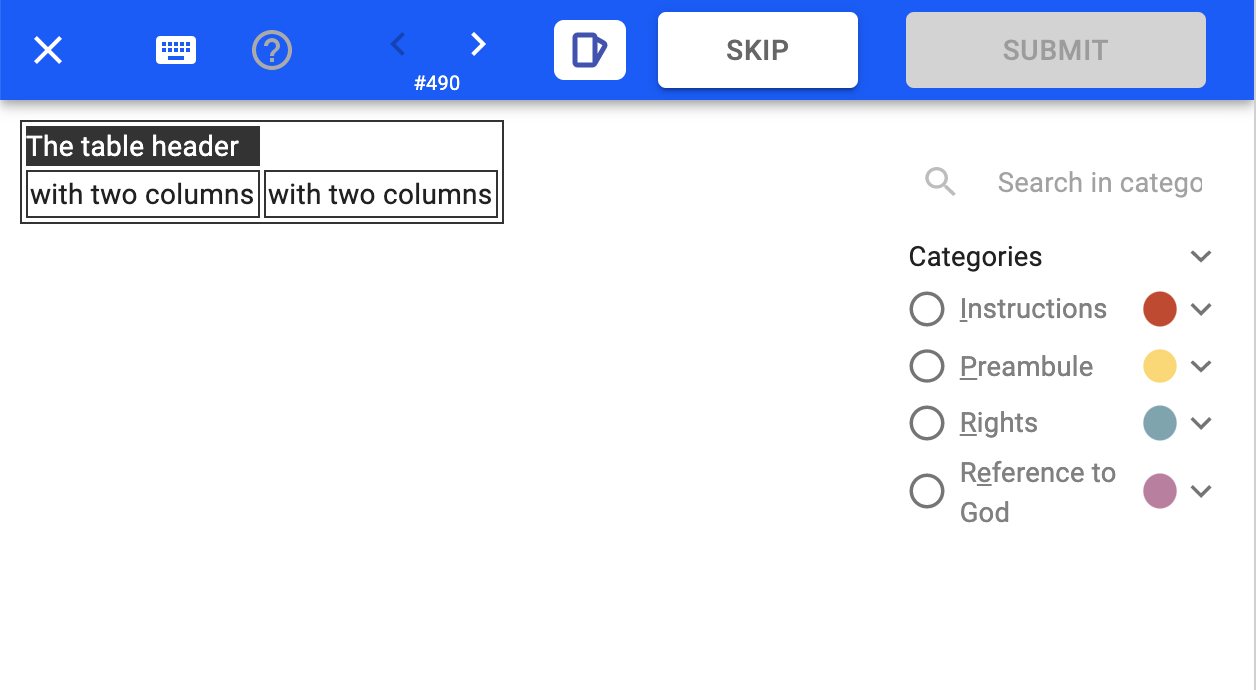 #490
SKIP
SUBMIT
The table header
with two columns with two columns
Search in catego
Categories
Instructions
Preambule
Rights
Reference to
God